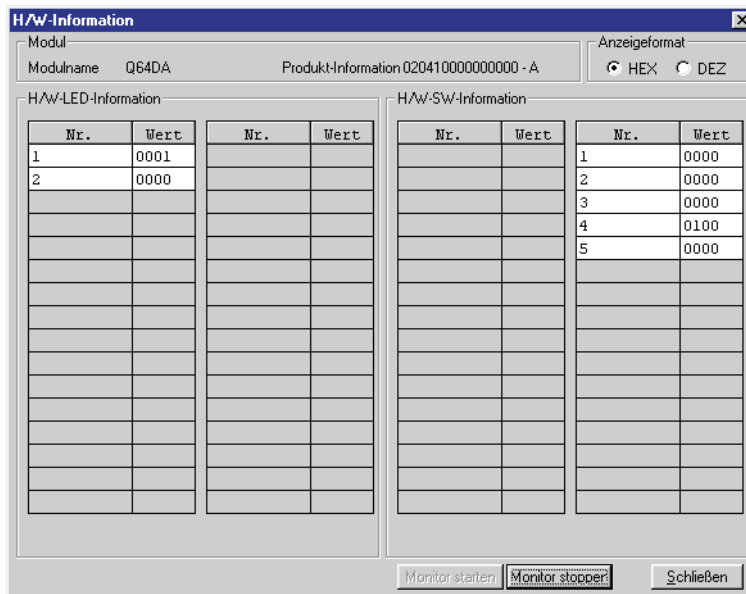 H/W-Information
Modul
Anzeigeformat
Modulname Q64DA Produkt-Information 020410000000000 - A
HEX DEZ
H/W-LED-Information
H/W-SW-Information
Nr. Wert Nr. Wert Nr. Wert Nr. Wert
1 0001 1 0000
2 0000 2 0000
3 0000
4 0100
5 0000
Monitor starten Monitor stoppen Schließen